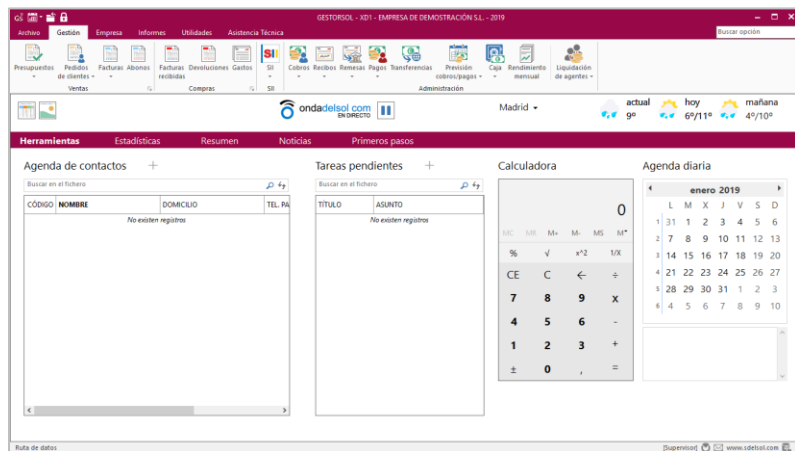 GESTORSOL - XD1 - EMPRESA DE DEMOSTRACIÓN S.L. - 2019
Archivo Gestión Empresa Informes Utilidades Asistencia Técnica Buscar opción
Presupuestos Pedidos de clientes Facturas Abonos Facturas recibidas Devoluciones Gastos SII SII Cobros Recibos Remesas Pagos Transferencias Previsión cobros/pagos Caja Rendimiento mensual Liquidación de agentes
Ventas Compras SII Administración
ondadelsol.com
EN DIRECTO
Madrid
actual 9º hoy 6º/11º mañana 4º/10º
Herramientas Estadísticas Resumen Noticias Primeros pasos
Agenda de contactos +
Buscar en el fichero
CÓDIGO NOMBRE DOMICILIO TEL. PA
No existen registros
Tareas pendientes +
Buscar en el fichero
TÍTULO ASUNTO
No existen registros
Calculadora
0
MC MR M+ M- MS M*
% √ x^2 1/X
CE C ← ÷
7 8 9 x
4 5 6 -
1 2 3 +
± 0 , =
Agenda diaria
enero 2019
L M X J V S D
1 31 1 2 3 4 5 6
2 7 8 9 10 11 12 13
3 14 15 16 17 18 19 20
4 21 22 23 24 25 26 27
5 28 29 30 31 1 2 3
6 4 5 6 7 8 9 10
Ruta de datos [Supervisor] www.sdelsol.com